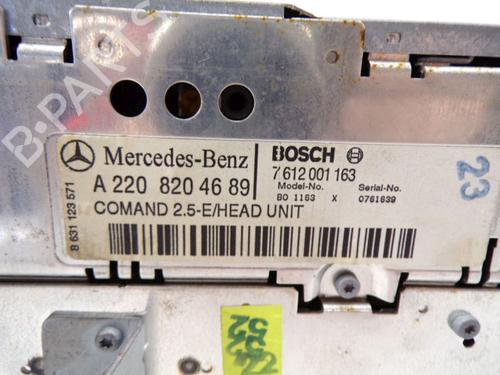 B-PARTS
Mercedes-Benz
A 220 820 46 89
COMAND 2.5-E/HEAD UNIT
8 631 123 571
BOSCH
7 612 001 163
Model-No. Serial-No.
BO 1163 X 0761639
23